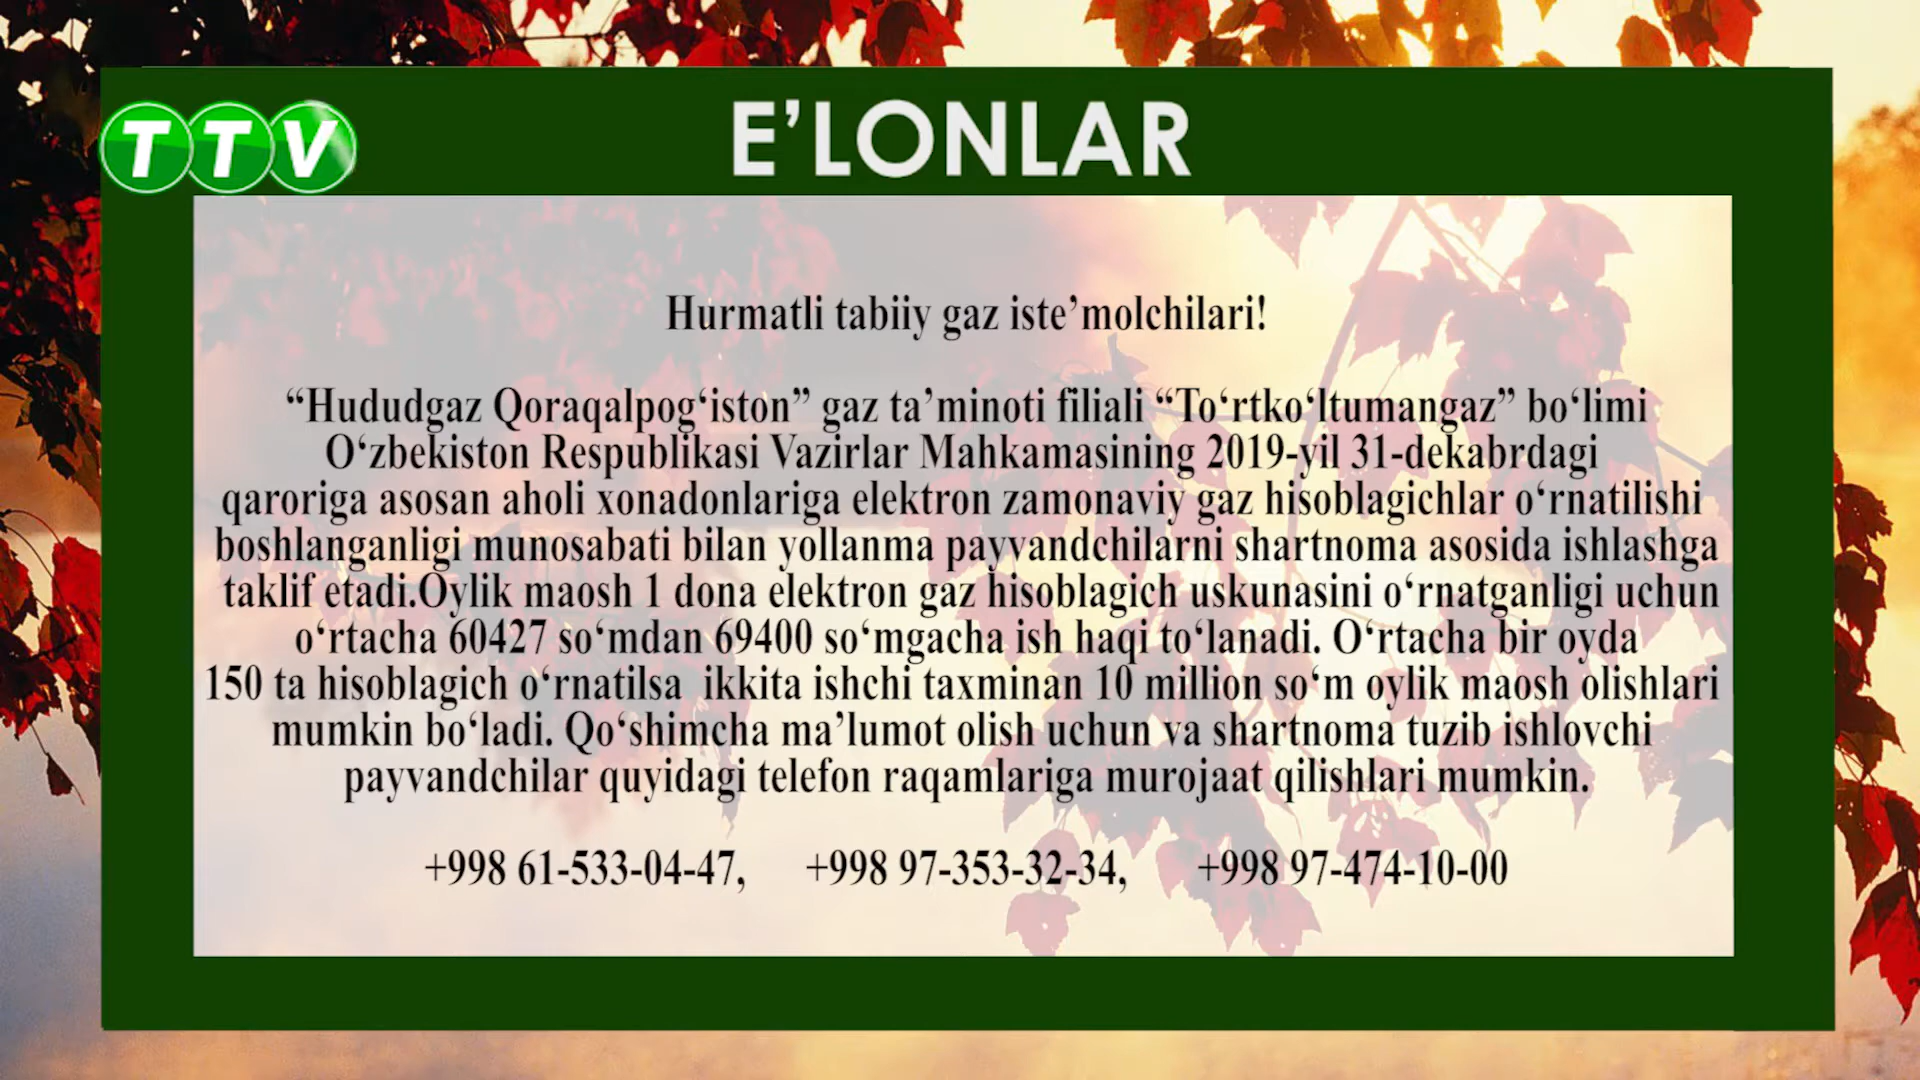 TTV
E’LONLAR
Hurmatli tabiiy gaz iste’molchilari!
“Hududgaz Qoraqalpog‘iston” gaz ta’minoti filiali “To‘rtko‘ltumangaz” bo‘limi
O‘zbekiston Respublikasi Vazirlar Mahkamasining 2019-yil 31-dekabrdagi
qaroriga asosan aholi xonadonlariga elektron zamonaviy gaz hisoblagichlar o‘rnatilishi
boshlanganligi munosabati bilan yollanma payvandchilarni shartnoma asosida ishlashga
taklif etadi.Oylik maosh 1 dona elektron gaz hisoblagich uskunasini o‘rnatganligi uchun
o‘rtacha 60427 so‘mdan 69400 so‘mgacha ish haqi to‘lanadi. O‘rtacha bir oyda
150 ta hisoblagich o‘rnatilsa  ikkita ishchi taxminan 10 million so‘m oylik maosh olishlari
mumkin bo‘ladi. Qo‘shimcha ma’lumot olish uchun va shartnoma tuzib ishlovchi
payvandchilar quyidagi telefon raqamlariga murojaat qilishlari mumkin.
+998 61-533-04-47, +998 97-353-32-34, +998 97-474-10-00